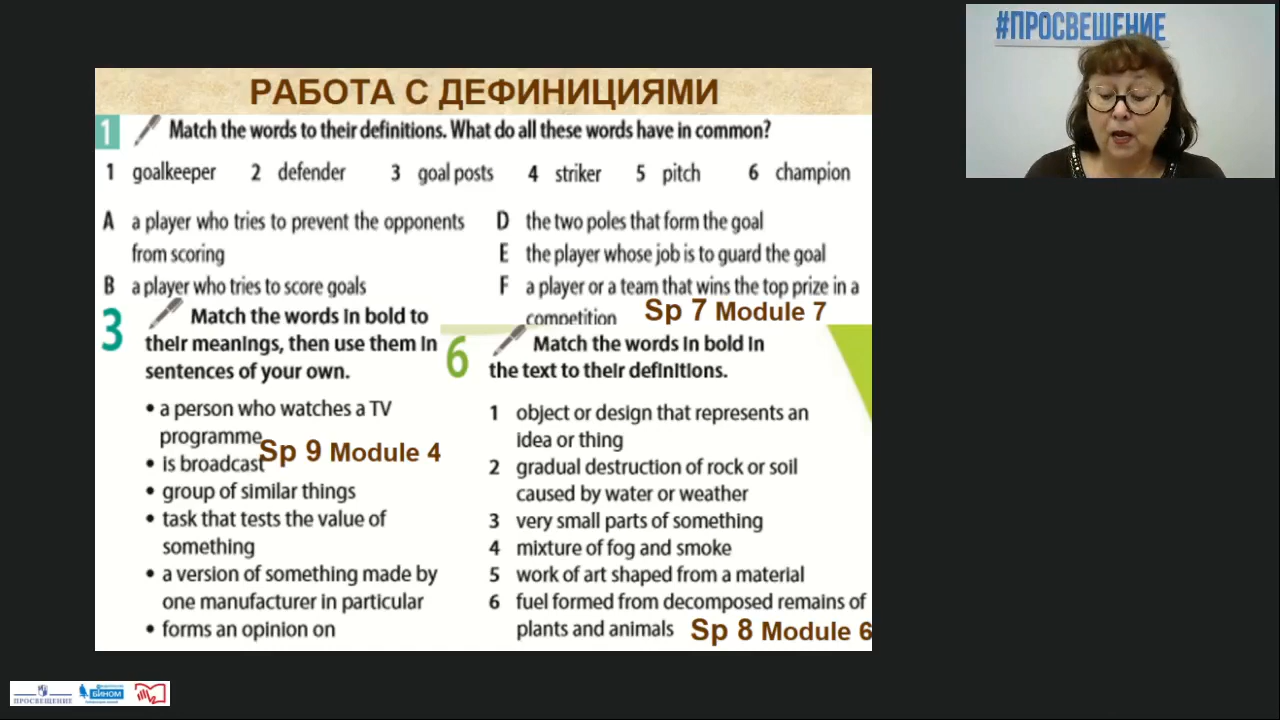 #ПРОСВЕЩЕНИЕ
РАБОТА С ДЕФИНИЦИЯМИ
1 Match the words to their definitions. What do all these words have in common?
1 goalkeeper 2 defender 3 goal posts 4 striker 5 pitch 6 champion
A a player who tries to prevent the opponents
from scoring
B a player who tries to score goals
D the two poles that form the goal
E the player whose job is to guard the goal
F a player or a team that wins the top prize in a
competition
Sp 7 Module 7
3 Match the words in bold to
their meanings, then use them in
sentences of your own.
• a person who watches a TV
programme
• is broadcast
Sp 9 Module 4
• group of similar things
• task that tests the value of
something
• a version of something made by
one manufacturer in particular
• forms an opinion on
6 Match the words in bold in
the text to their definitions.
1 object or design that represents an
idea or thing
2 gradual destruction of rock or soil
caused by water or weather
3 very small parts of something
4 mixture of fog and smoke
5 work of art shaped from a material
6 fuel formed from decomposed remains of
plants and animals
Sp 8 Module 6
ПРОСВЕЩЕНИЕ
БИНОМ